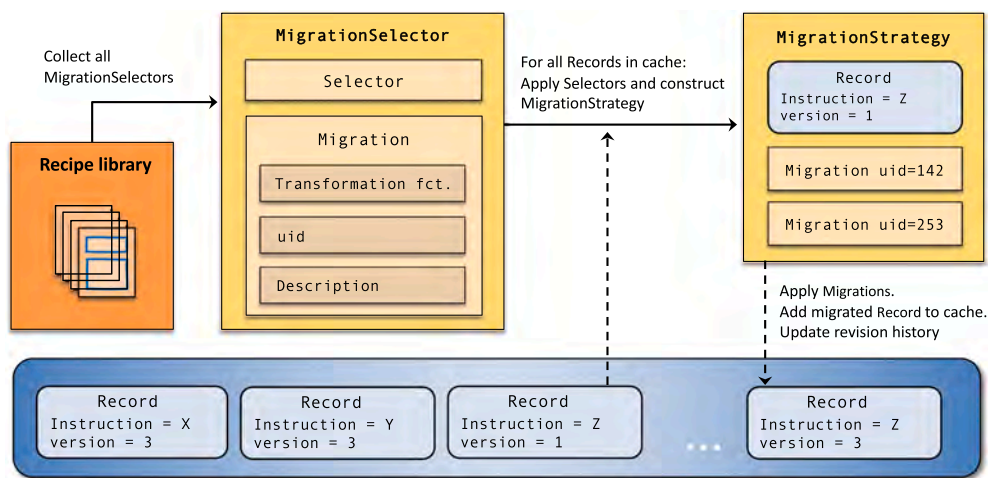 Collect all
MigrationSelectors
Recipe library
MigrationSelector
Selector
Migration
Transformation fct.
uid
Description
For all Records in cache:
Apply Selectors and construct
MigrationStrategy
MigrationStrategy
Record
Instruction = Z
version = 1
Migration uid=142
Migration uid=253
Apply Migrations.
Add migrated Record to cache.
Update revision history
Record
Instruction = X
version = 3
Record
Instruction = Y
version = 3
Record
Instruction = Z
version = 1
...
Record
Instruction = Z
version = 3